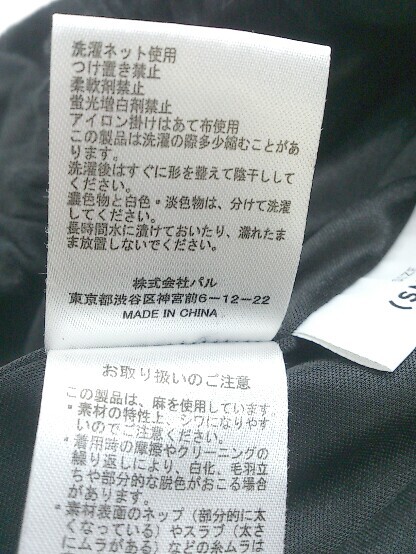 洗濯ネット使用
つけ置き禁止
柔軟剤禁止
蛍光増白剤禁止
アイロン掛けはあて布使用
この製品は洗濯の際多少縮むことがあ
ります。
洗濯後はすぐに形を整えて陰干しして
ください。
濃色物と白色・淡色物は、分けて洗濯
してください。
長時間水に漬けておいたり、濡れたま
ま放置しないでください。
株式会社パル
東京都渋谷区神宮前6-12-22
MADE IN CHINA
お取り扱いのご注意
この製品は、麻を使用しています。
・素材の特性上、シワになりやす
いのでご注意ください。
・着用時の摩擦やクリーニングの
繰り返しにより、白化、毛羽立
ちや部分的な脱色がおこる場合
があります。
・素材表面のネップ(部分的に太
くなっている)やスラブ(太さ
にムラがある)などの糸ムラは
SIZE
(S